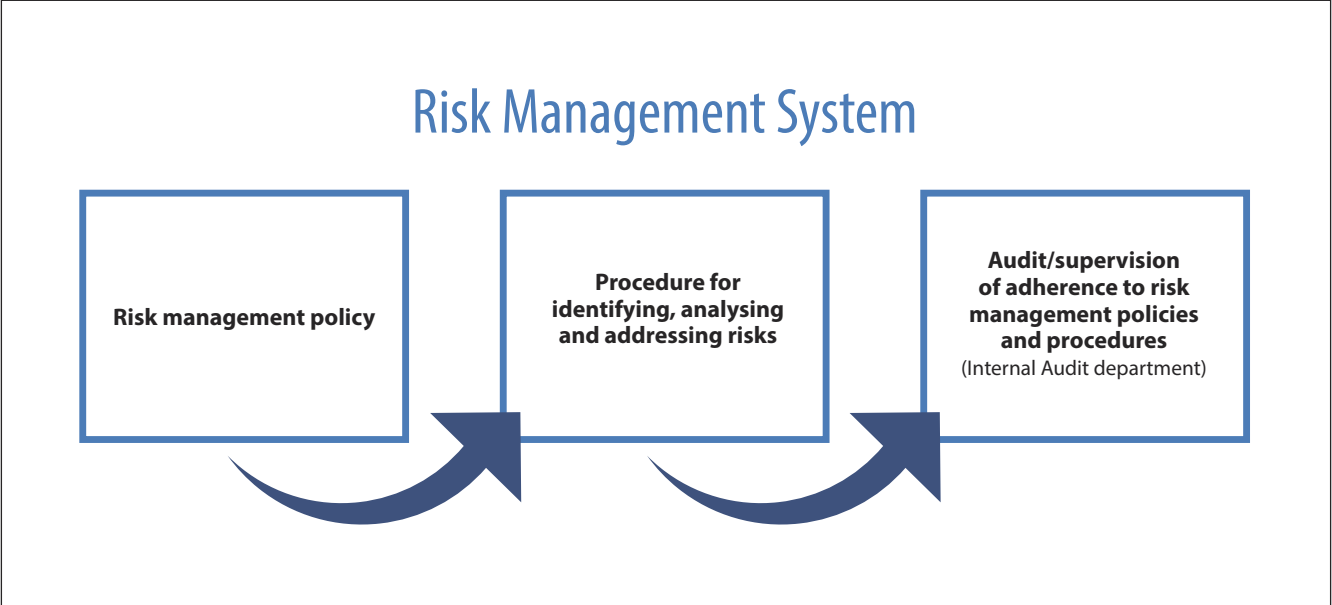 Risk Management System
Risk management policy
Procedure for
identifying, analysing
and addressing risks
Audit/supervision
of adherence to risk
management policies
and procedures
(Internal Audit department)